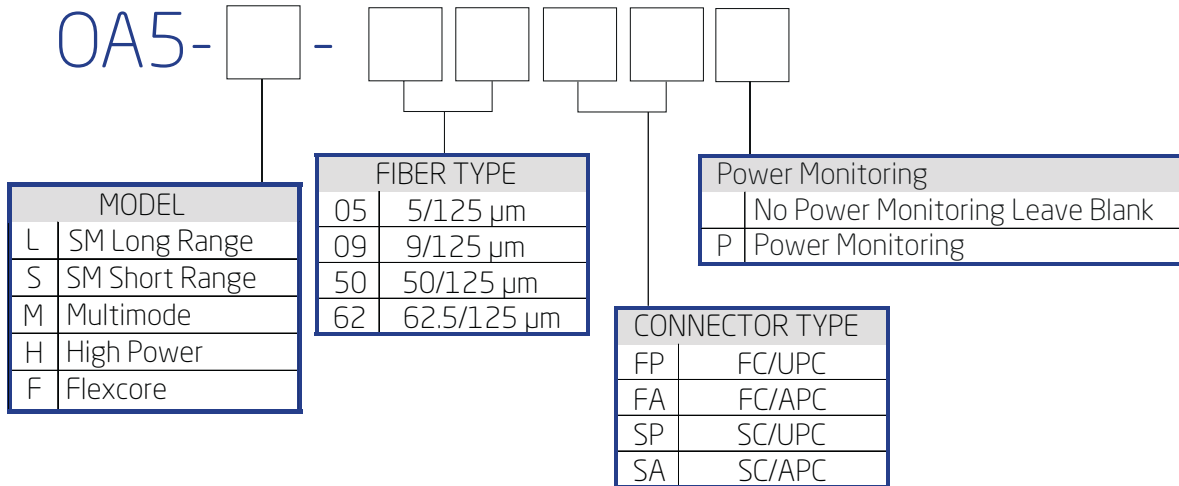 OA5- -
MODEL
L SM Long Range
S SM Short Range
M Multimode
H High Power
F Flexcore
FIBER TYPE
05 5/125 µm
09 9/125 µm
50 50/125 µm
62 62.5/125 µm
CONNECTOR TYPE
FP FC/UPC
FA FC/APC
SP SC/UPC
SA SC/APC
Power Monitoring
No Power Monitoring Leave Blank
P Power Monitoring